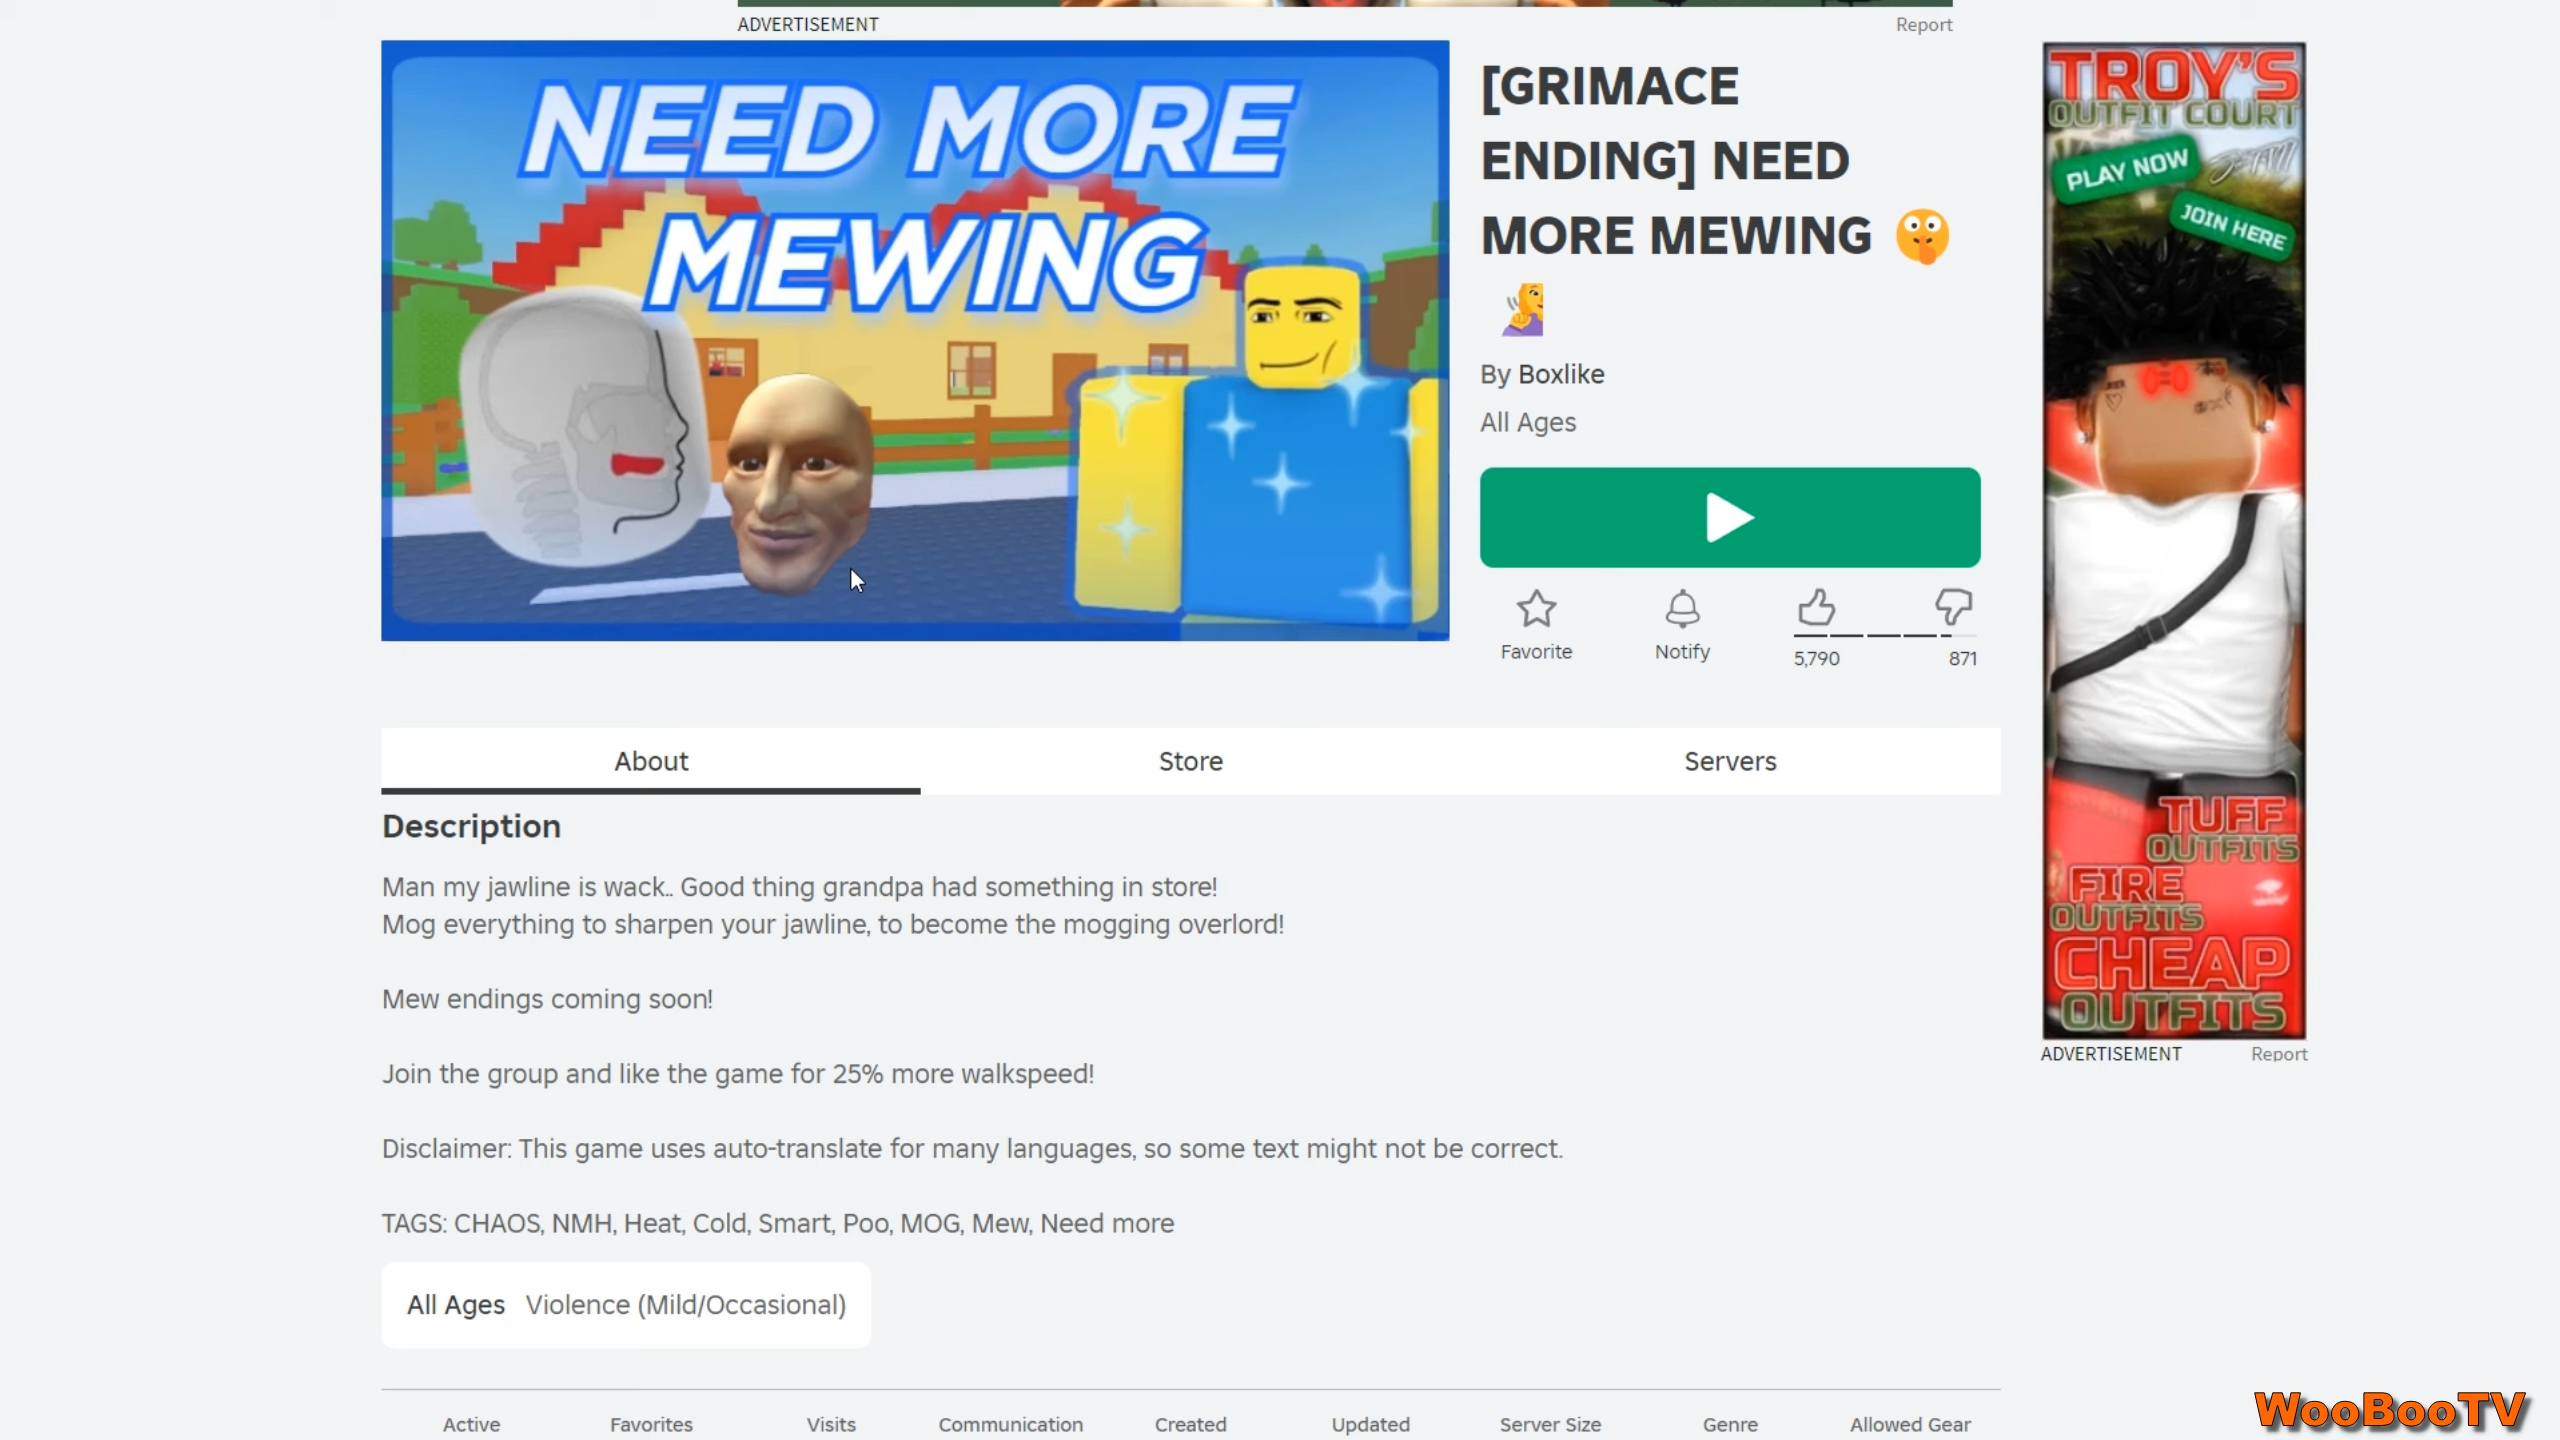 ADVERTISEMENT
Report
NEED MORE
MEWING
[GRIMACE
ENDING] NEED
MORE MEWING 🤫
🧏‍♀️
By Boxlike
All Ages
Favorite
Notify
5,790
871
TROY'S
OUTFIT COURT
PLAY NOW
JOIN HERE
TUFF
OUTFITS
FIRE
OUTFITS
CHEAP
OUTFITS
ADVERTISEMENT
Report
About
Store
Servers
Description
Man my jawline is wack.. Good thing grandpa had something in store!
Mog everything to sharpen your jawline, to become the mogging overlord!
Mew endings coming soon!
Join the group and like the game for 25% more walkspeed!
Disclaimer: This game uses auto-translate for many languages, so some text might not be correct.
TAGS: CHAOS, NMH, Heat, Cold, Smart, Poo, MOG, Mew, Need more
All Ages Violence (Mild/Occasional)
Active
Favorites
Visits
Communication
Created
Updated
Server Size
Genre
Allowed Gear
WooBooTV